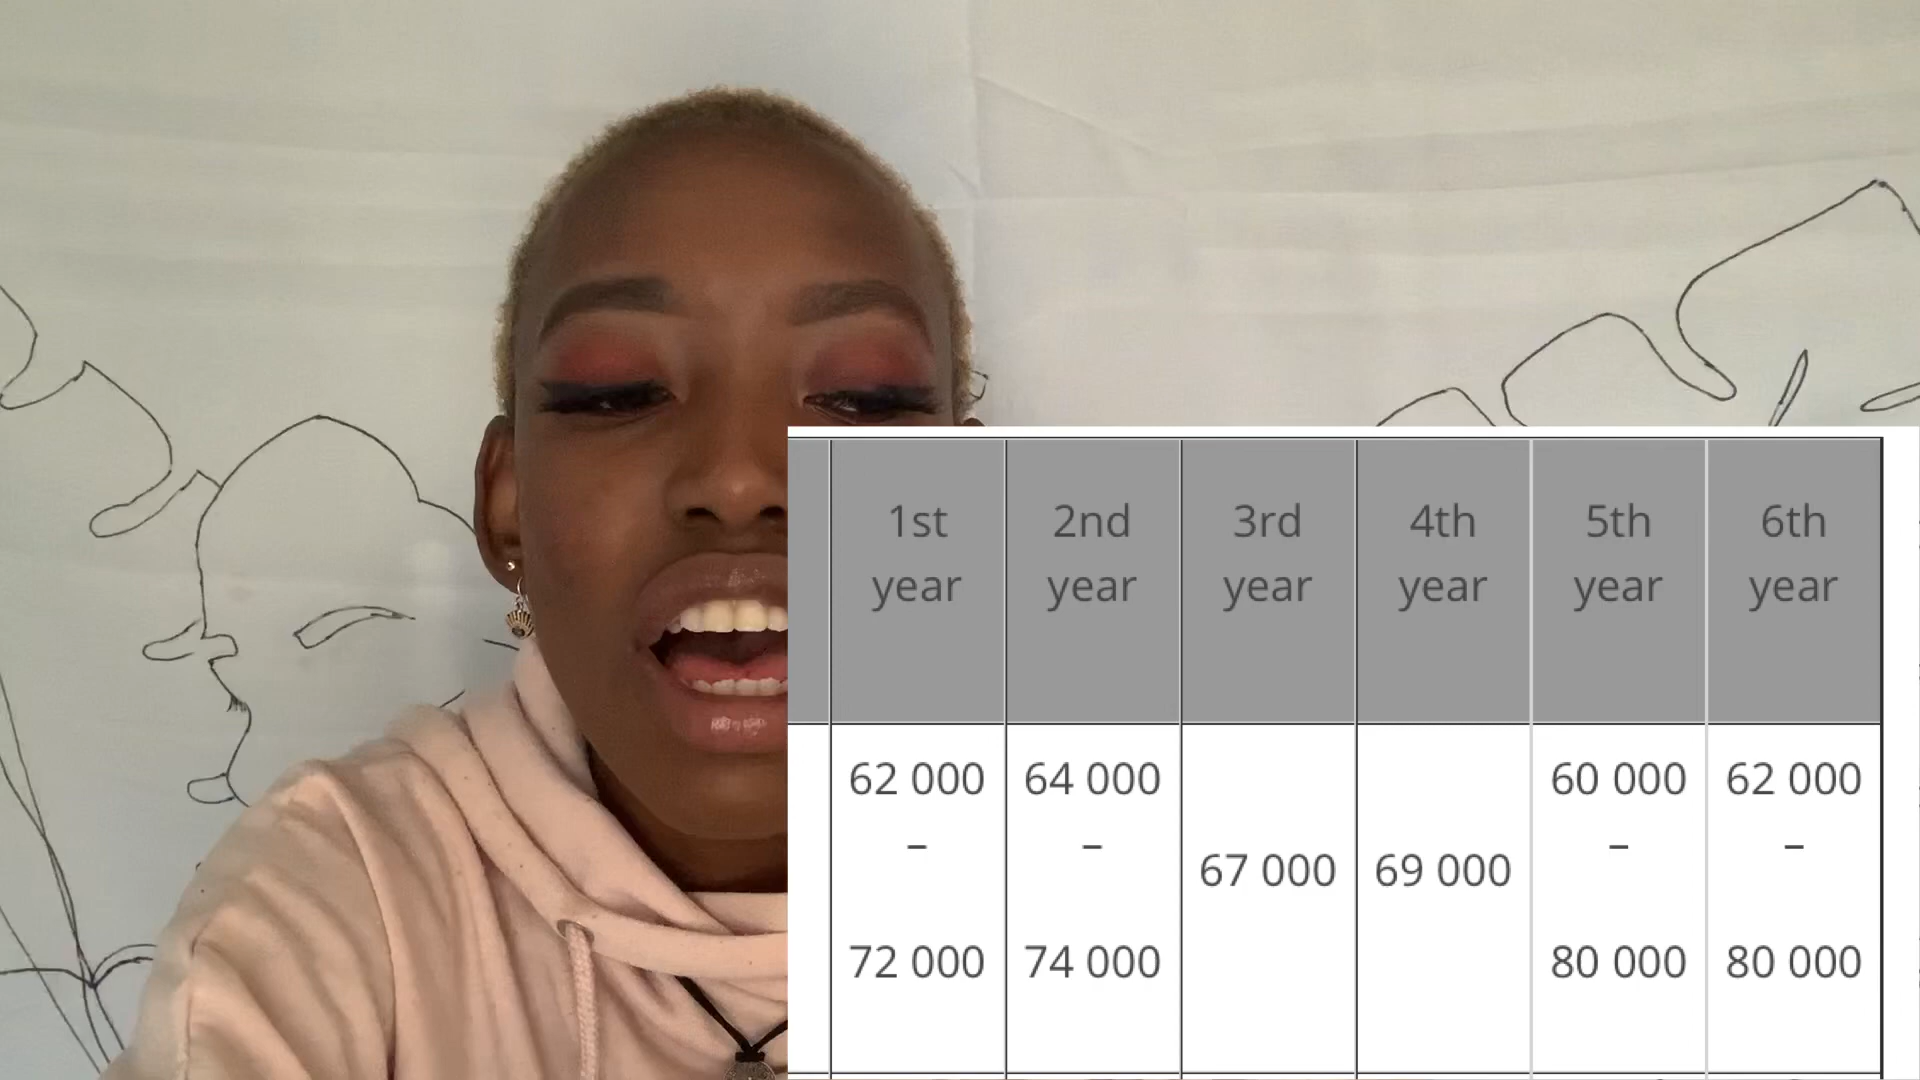 1st year
2nd year
3rd year
4th year
5th year
6th year
62 000 – 72 000
64 000 – 74 000
67 000
69 000
60 000 – 80 000
62 000 – 80 000